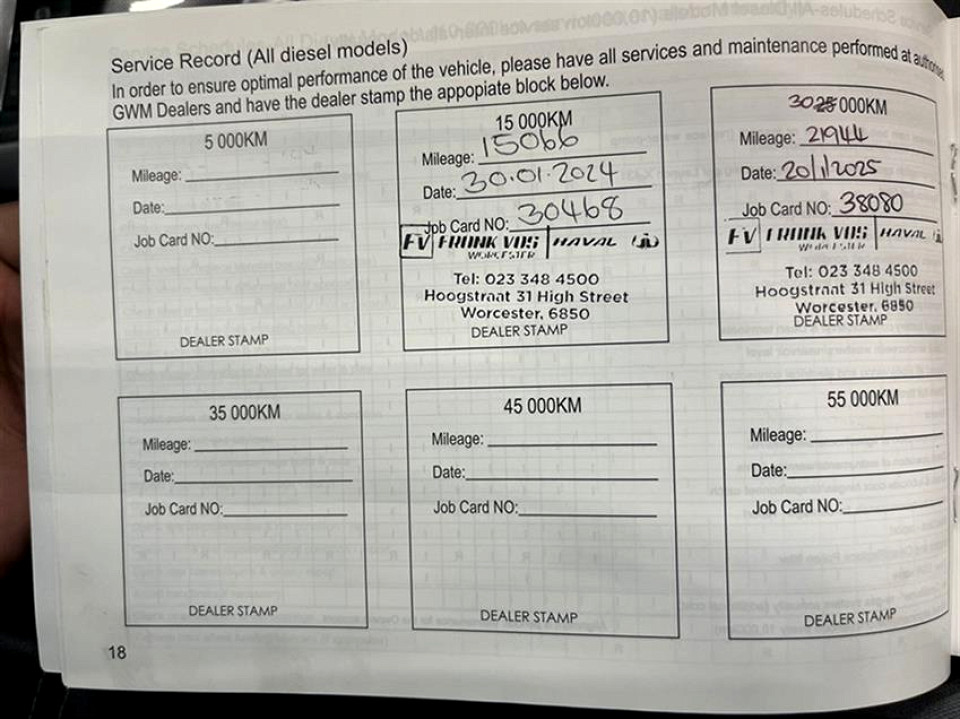 Service Record (All diesel models)
In order to ensure optimal performance of the vehicle, please have all services and maintenance performed at authorised
GWM Dealers and have the dealer stamp the appopiate block below.
5 000KM
Mileage:
Date:
Job Card NO:
DEALER STAMP
15 000KM
Mileage: 15066
Date: 30.01.2024
Job Card NO: 30468
FV FRANK VOS HAVAL
WORCESTER
Tel: 023 348 4500
Hoogstraat 31 High Street
Worcester, 6850
DEALER STAMP
30 25 000KM
Mileage: 21944
Date: 20/1/2025
Job Card NO: 38080
FV FRANK VOS HAVAL
WORCESTER
Tel: 023 348 4500
Hoogstraat 31 High Street
Worcester, 6850
DEALER STAMP
35 000KM
Mileage:
Date:
Job Card NO:
DEALER STAMP
45 000KM
Mileage:
Date:
Job Card NO:
DEALER STAMP
55 000KM
Mileage:
Date:
Job Card NO:
DEALER STAMP
18